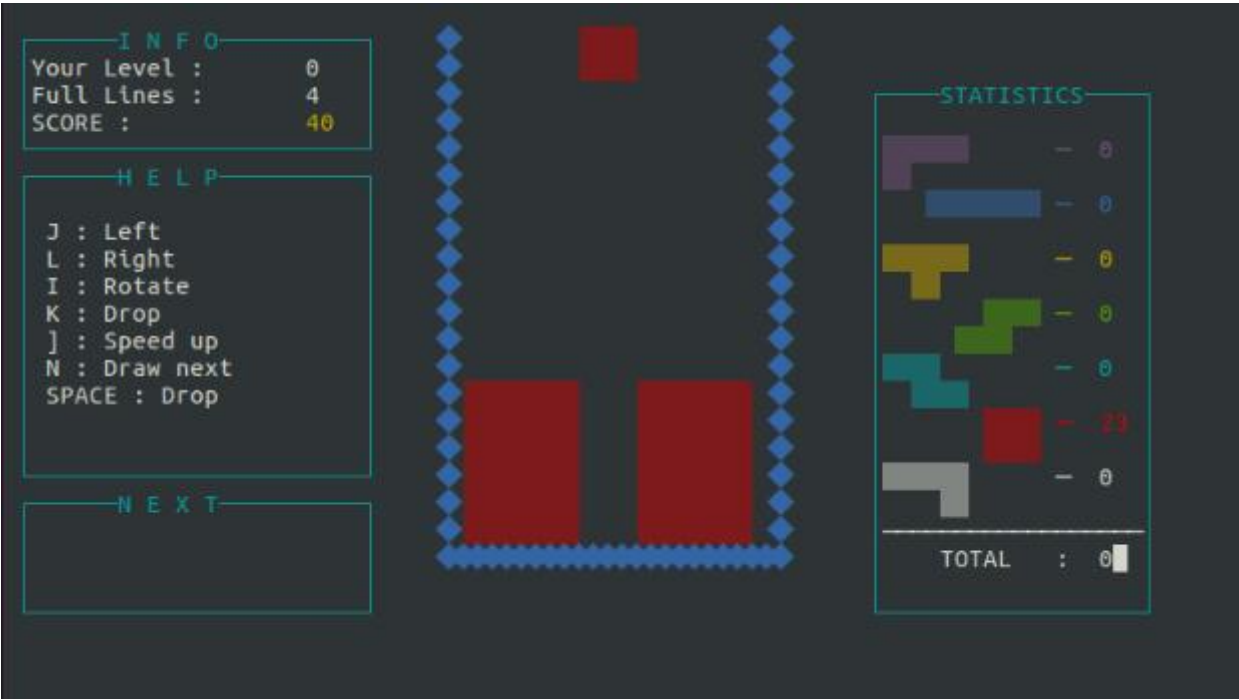 I N F O
Your Level : 0
Full Lines : 4
SCORE : 40
H E L P
J : Left
L : Right
I : Rotate
K : Drop
] : Speed up
N : Draw next
SPACE : Drop
N E X T
STATISTICS
— 0
— 0
— 0
— 0
— 0
— 23
— 0
TOTAL : 0